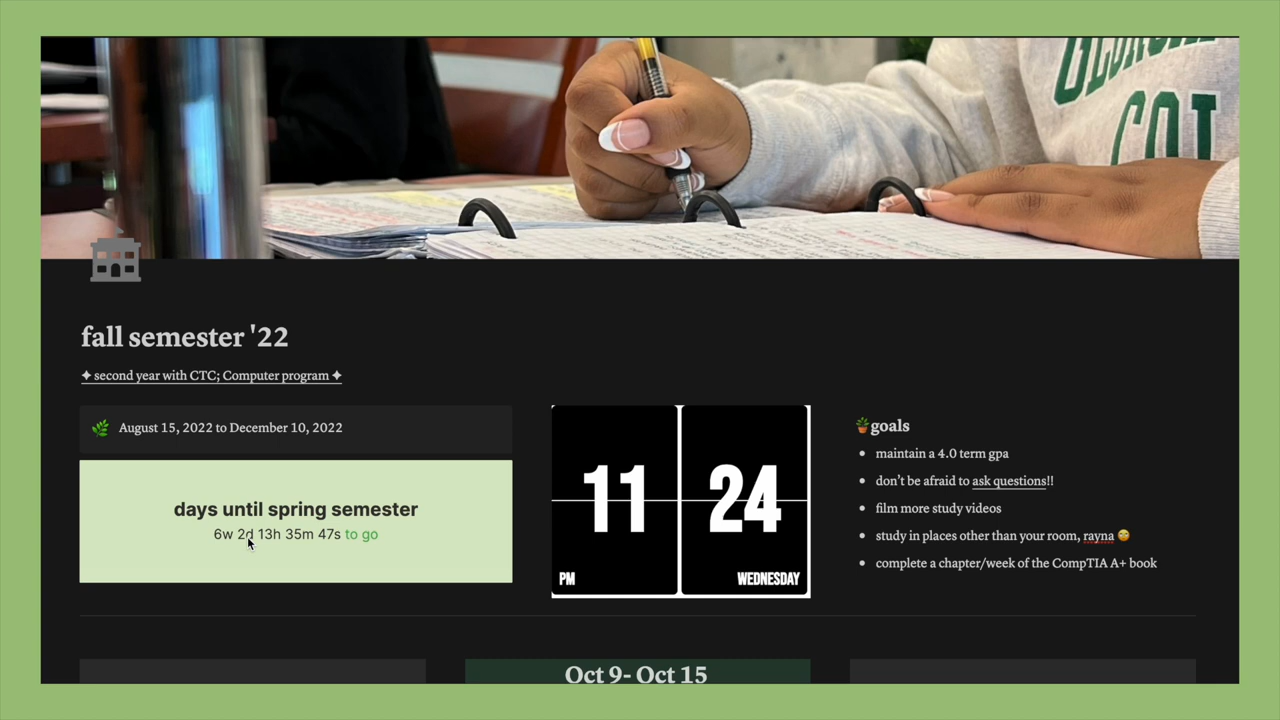 COL
fall semester '22
✦ second year with CTC; Computer program ✦
🌿 August 15, 2022 to December 10, 2022
days until spring semester
6w 2d 13h 35m 47s to go
11 24
PM WEDNESDAY
🪴goals
• maintain a 4.0 term gpa
• don't be afraid to ask questions!!
• film more study videos
• study in places other than your room, rayna 🙄
• complete a chapter/week of the CompTIA A+ book
Oct 9- Oct 15